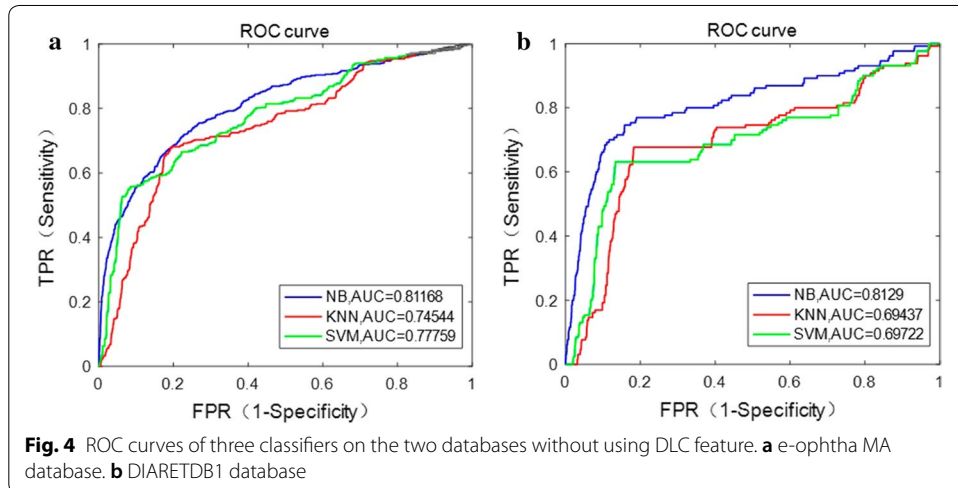 a
ROC curve
1
0.8
0.6
0.4
0.2
0
TPR（Sensitivity）
NB,AUC=0.81168
KNN,AUC=0.74544
SVM,AUC=0.77759
0 0.2 0.4 0.6 0.8 1
FPR（1-Specificity）
b
ROC curve
1
0.8
0.6
0.4
0.2
0
TPR（Sensitivity）
NB,AUC=0.8129
KNN,AUC=0.69437
SVM,AUC=0.69722
0 0.2 0.4 0.6 0.8 1
FPR（1-Specificity）
Fig. 4 ROC curves of three classifiers on the two databases without using DLC feature. a e-ophtha MA
database. b DIARETDB1 database